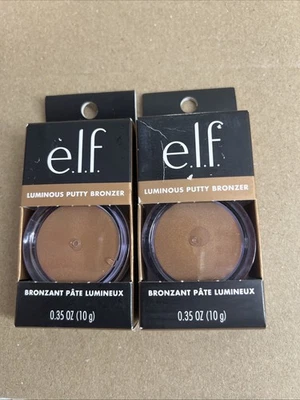 e.l.f
LUMINOUS PUTTY BRONZER
BRONZANT PÂTE LUMINEUX
0.35 OZ (10 g)
e.l.f.
LUMINOUS PUTTY BRONZER
BRONZANT PÂTE LUMINEUX
0.35 OZ (10 g)